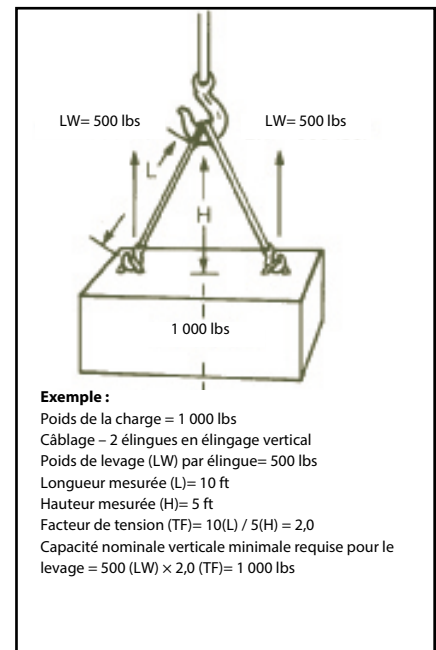 LW= 500 lbs
LW= 500 lbs
L
H
1 000 lbs
Exemple :
Poids de la charge = 1 000 lbs
Câblage – 2 élingues en élingage vertical
Poids de levage (LW) par élingue= 500 lbs
Longueur mesurée (L)= 10 ft
Hauteur mesurée (H)= 5 ft
Facteur de tension (TF)= 10(L) / 5(H) = 2,0
Capacité nominale verticale minimale requise pour le
levage = 500 (LW) × 2,0 (TF)= 1 000 lbs